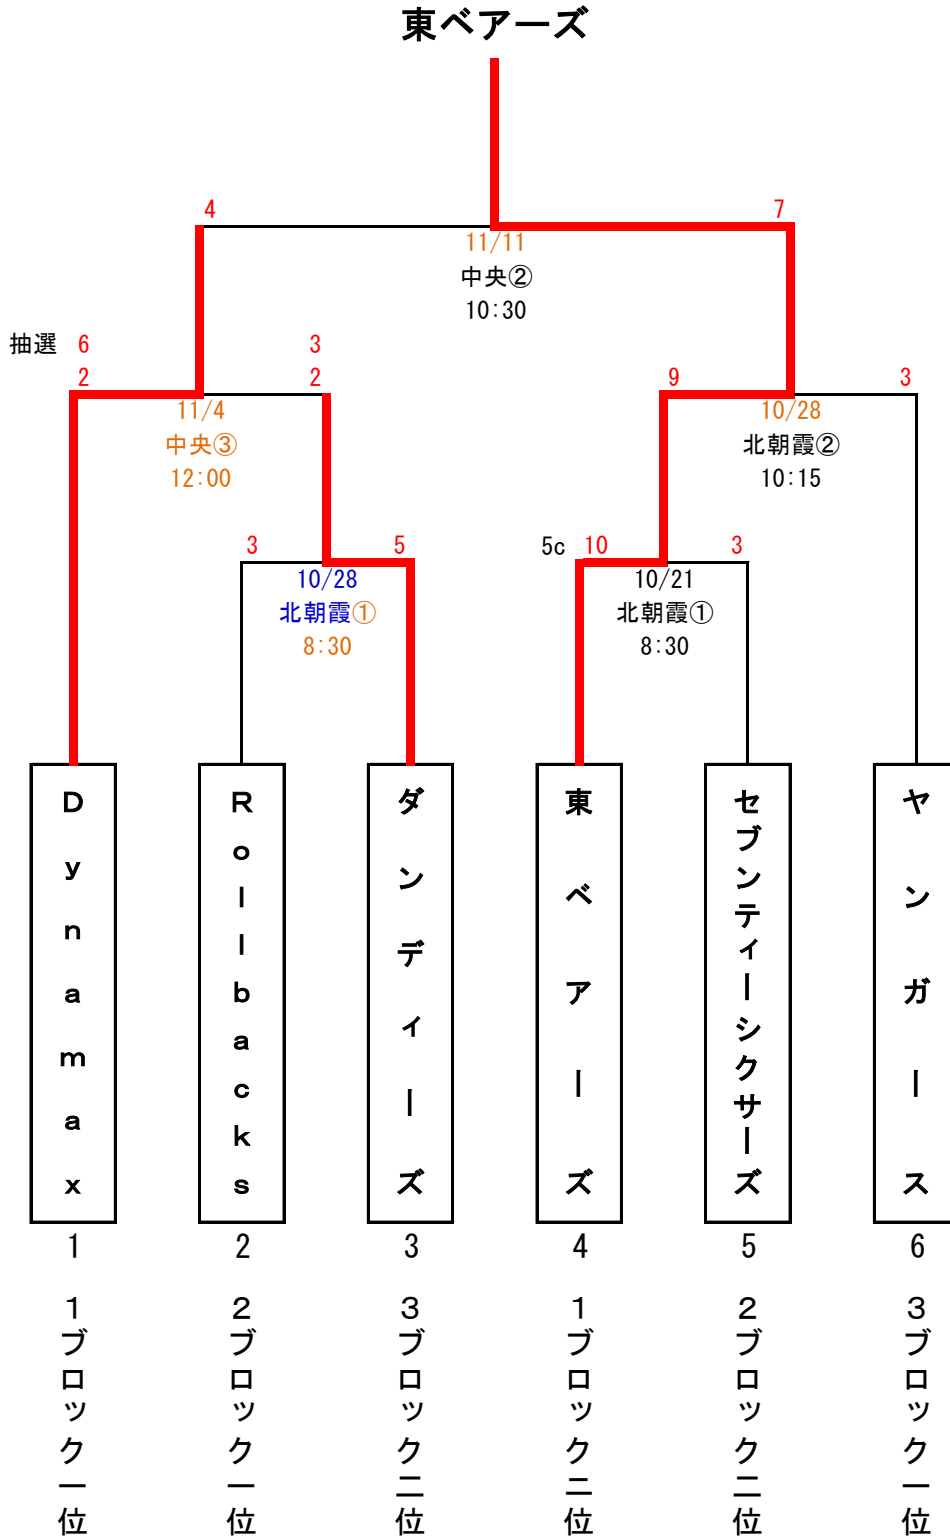 東ベアーズ
4 7
11/11
中央②
10:30
抽選 6 3
2 2 9 3
11/4
中央③
12:00
10/28
北朝霞②
10:15
3 5 5c 10 3
10/28
北朝霞①
8:30
10/21
北朝霞①
8:30
Dynamax
Rollbacks
ダンディーズ
東ベアーズ
セブンティーシクサーズ
ヤンガース
1 2 3 4 5 6
1ブロック一位
2ブロック一位
3ブロック二位
1ブロック二位
2ブロック二位
3ブロック一位